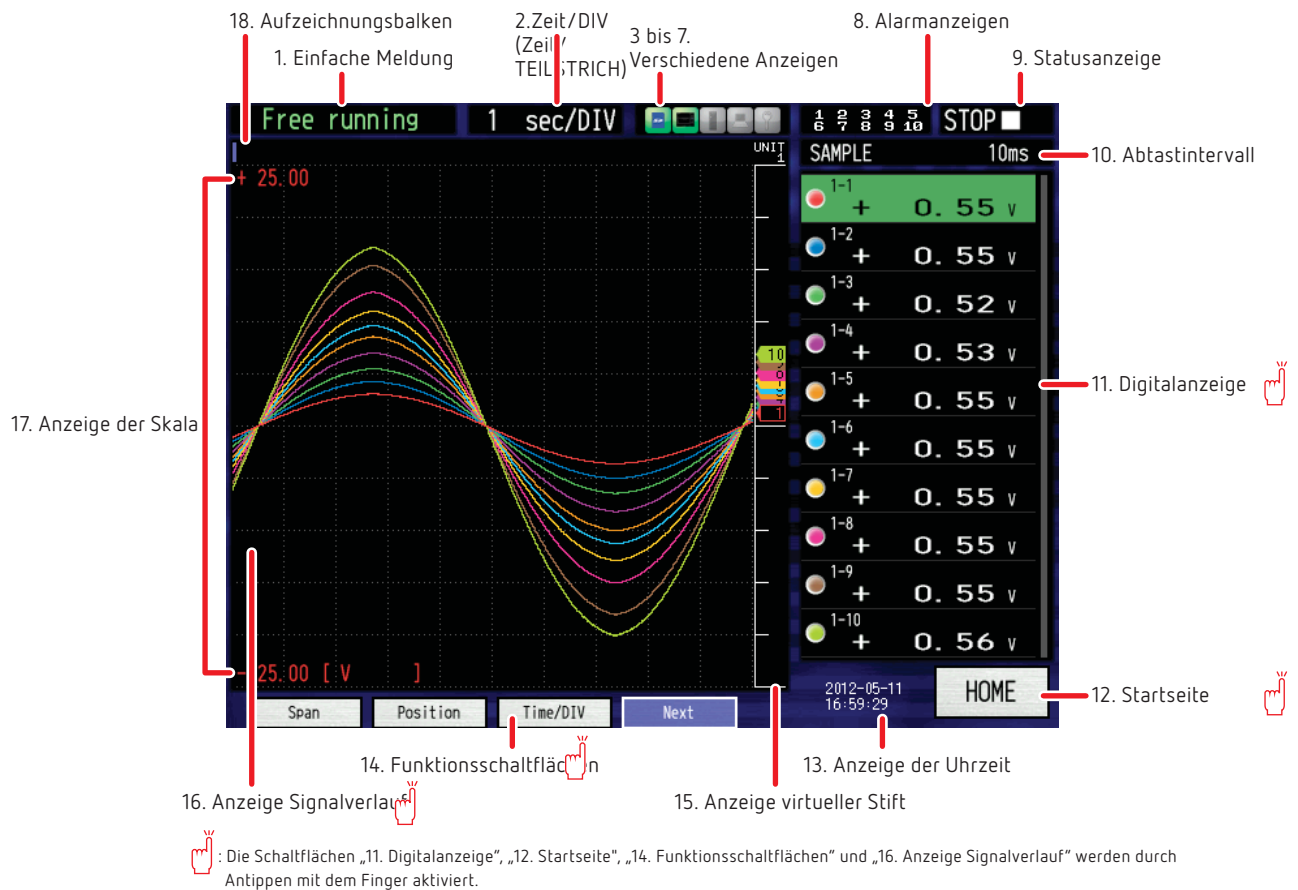 18. Aufzeichnungsbalken
1. Einfache Meldung
2.Zeit/DIV
(Zeit/
TEILSTRICH)
3 bis 7.
Verschiedene Anzeigen
8. Alarmanzeigen
9. Statusanzeige
Free running
1 sec/DIV
1 2 3 4 5
6 7 8 9 10
STOP
UNIT
1
SAMPLE 10ms
10. Abtastintervall
+ 25.00
1-1
+ 0.55 V
1-2
+ 0.55 V
1-3
+ 0.52 V
1-4
+ 0.53 V
1-5
+ 0.55 V
1-6
+ 0.55 V
1-7
+ 0.55 V
1-8
+ 0.55 V
1-9
+ 0.55 V
1-10
+ 0.56 V
10
1
11. Digitalanzeige
17. Anzeige der Skala
- 25.00 [ V ]
2012-05-11
16:59:29
HOME
12. Startseite
Span
Position
Time/DIV
Next
14. Funktionsschaltflächen
13. Anzeige der Uhrzeit
16. Anzeige Signalverlauf
15. Anzeige virtueller Stift
: Die Schaltflächen „11. Digitalanzeige“, „12. Startseite", „14. Funktionsschaltflächen“ und „16. Anzeige Signalverlauf“ werden durch
Antippen mit dem Finger aktiviert.